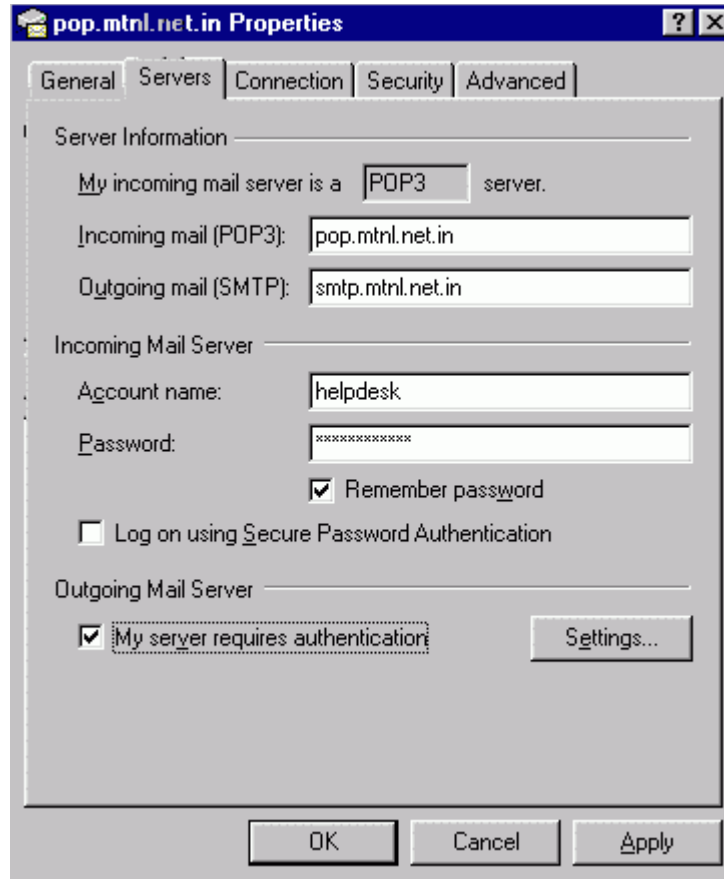 pop.mtnl.net.in Properties
General Servers Connection Security Advanced
Server Information
My incoming mail server is a POP3 server.
Incoming mail (POP3): pop.mtnl.net.in
Outgoing mail (SMTP): smtp.mtnl.net.in
Incoming Mail Server
Account name: helpdesk
Password: ************
Remember password
Log on using Secure Password Authentication
Outgoing Mail Server
My server requires authentication Settings...
OK Cancel Apply